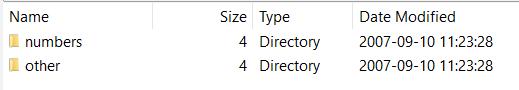 Name Size Type Date Modified
numbers 4 Directory 2007-09-10 11:23:28
other 4 Directory 2007-09-10 11:23:28